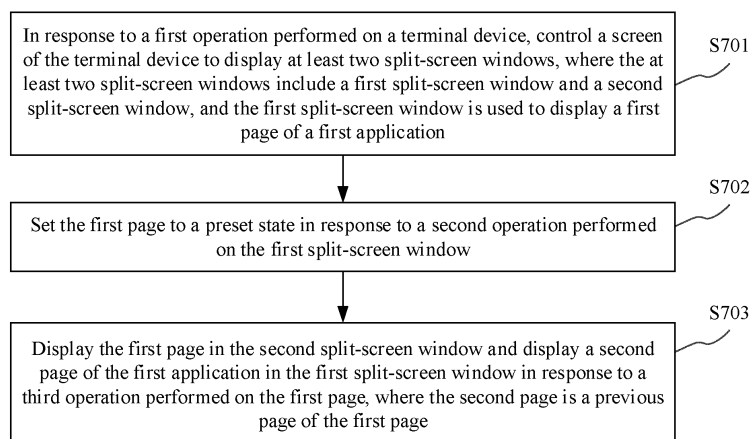 In response to a first operation performed on a terminal device, control a screen
of the terminal device to display at least two split-screen windows, where the at
least two split-screen windows include a first split-screen window and a second
split-screen window, and the first split-screen window is used to display a first
page of a first application
S701
Set the first page to a preset state in response to a second operation performed
on the first split-screen window
S702
Display the first page in the second split-screen window and display a second
page of the first application in the first split-screen window in response to a
third operation performed on the first page, where the second page is a previous
page of the first page
S703